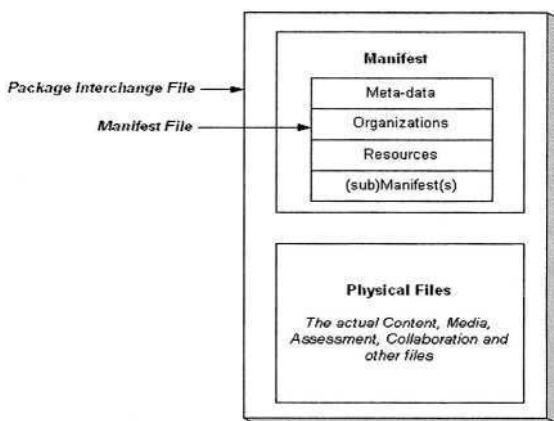 Manifest
Package Interchange File
Meta-data
Manifest File
Organizations
Resources
(sub)Manifest(s)
Physical Files
The actual Content, Media,
Assessment, Collaboration and
other files